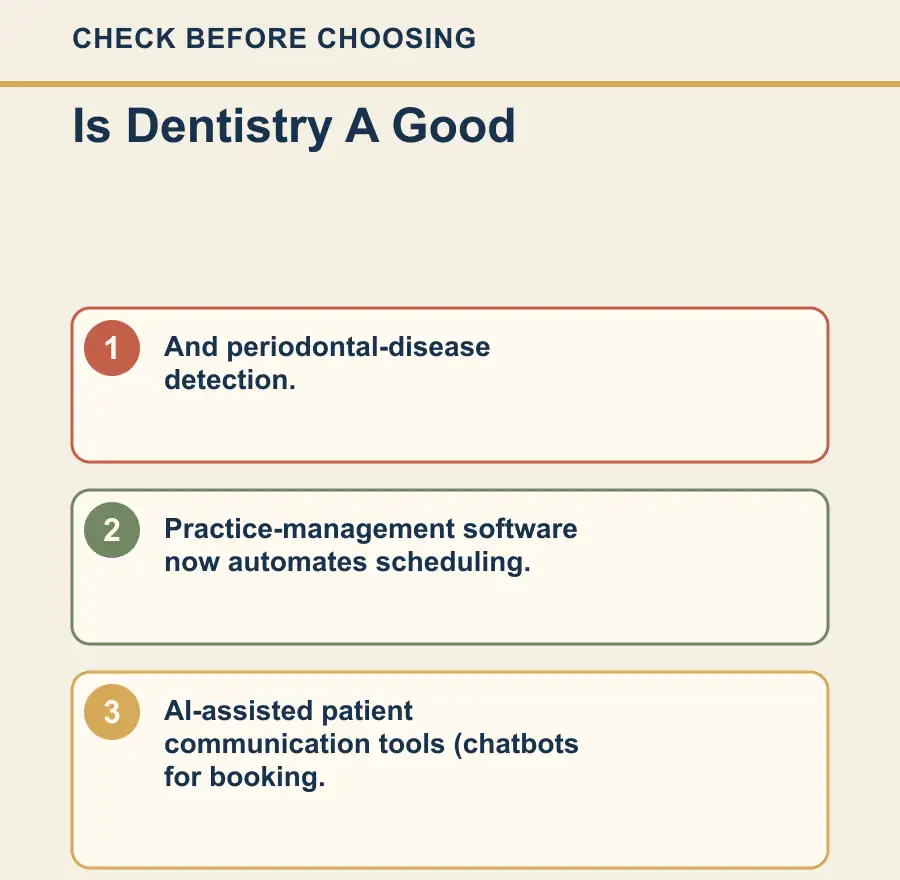 CHECK BEFORE CHOOSING
Is Dentistry A Good
1
And periodontal-disease
detection.
2
Practice-management software
now automates scheduling.
3
AI-assisted patient
communication tools (chatbots
for booking.